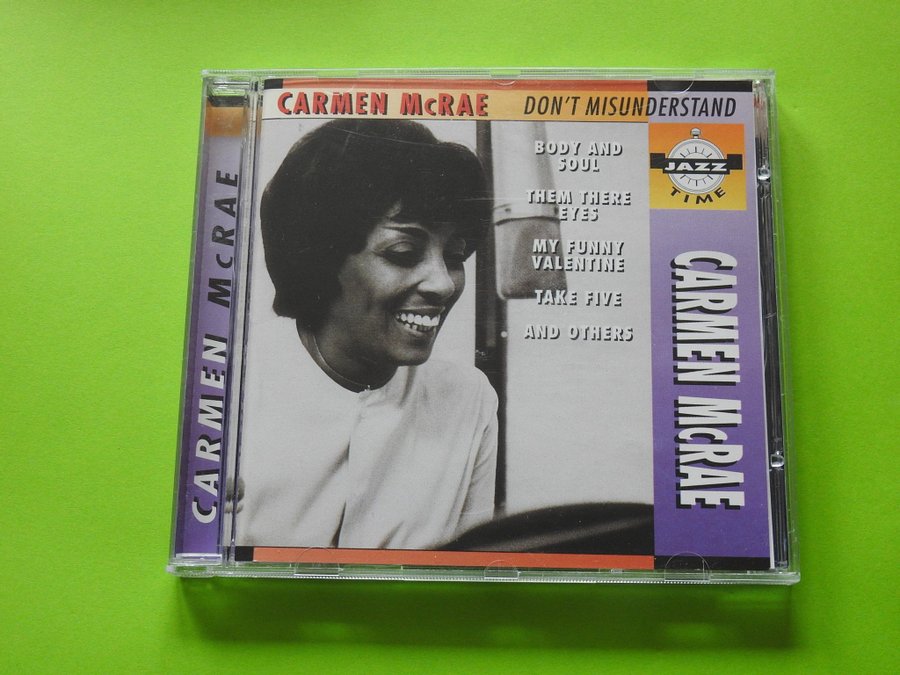 CARMEN McRAE
CARMEN McRAE DON'T MISUNDERSTAND
BODY AND
SOUL
THEM THERE
EYES
MY FUNNY
VALENTINE
TAKE FIVE
AND OTHERS
JAZZ
TIME
CARMEN McRAE